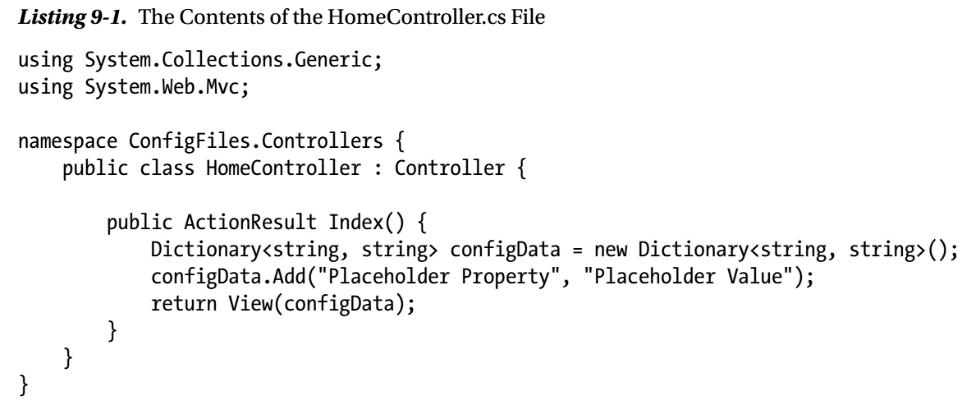 Listing 9-1. The Contents of the HomeController.cs File
using System.Collections.Generic;
using System.Web.Mvc;
namespace ConfigFiles.Controllers {
    public class HomeController : Controller {
        public ActionResult Index() {
            Dictionary<string, string> configData = new Dictionary<string, string>();
            configData.Add("Placeholder Property", "Placeholder Value");
            return View(configData);
        }
    }
}